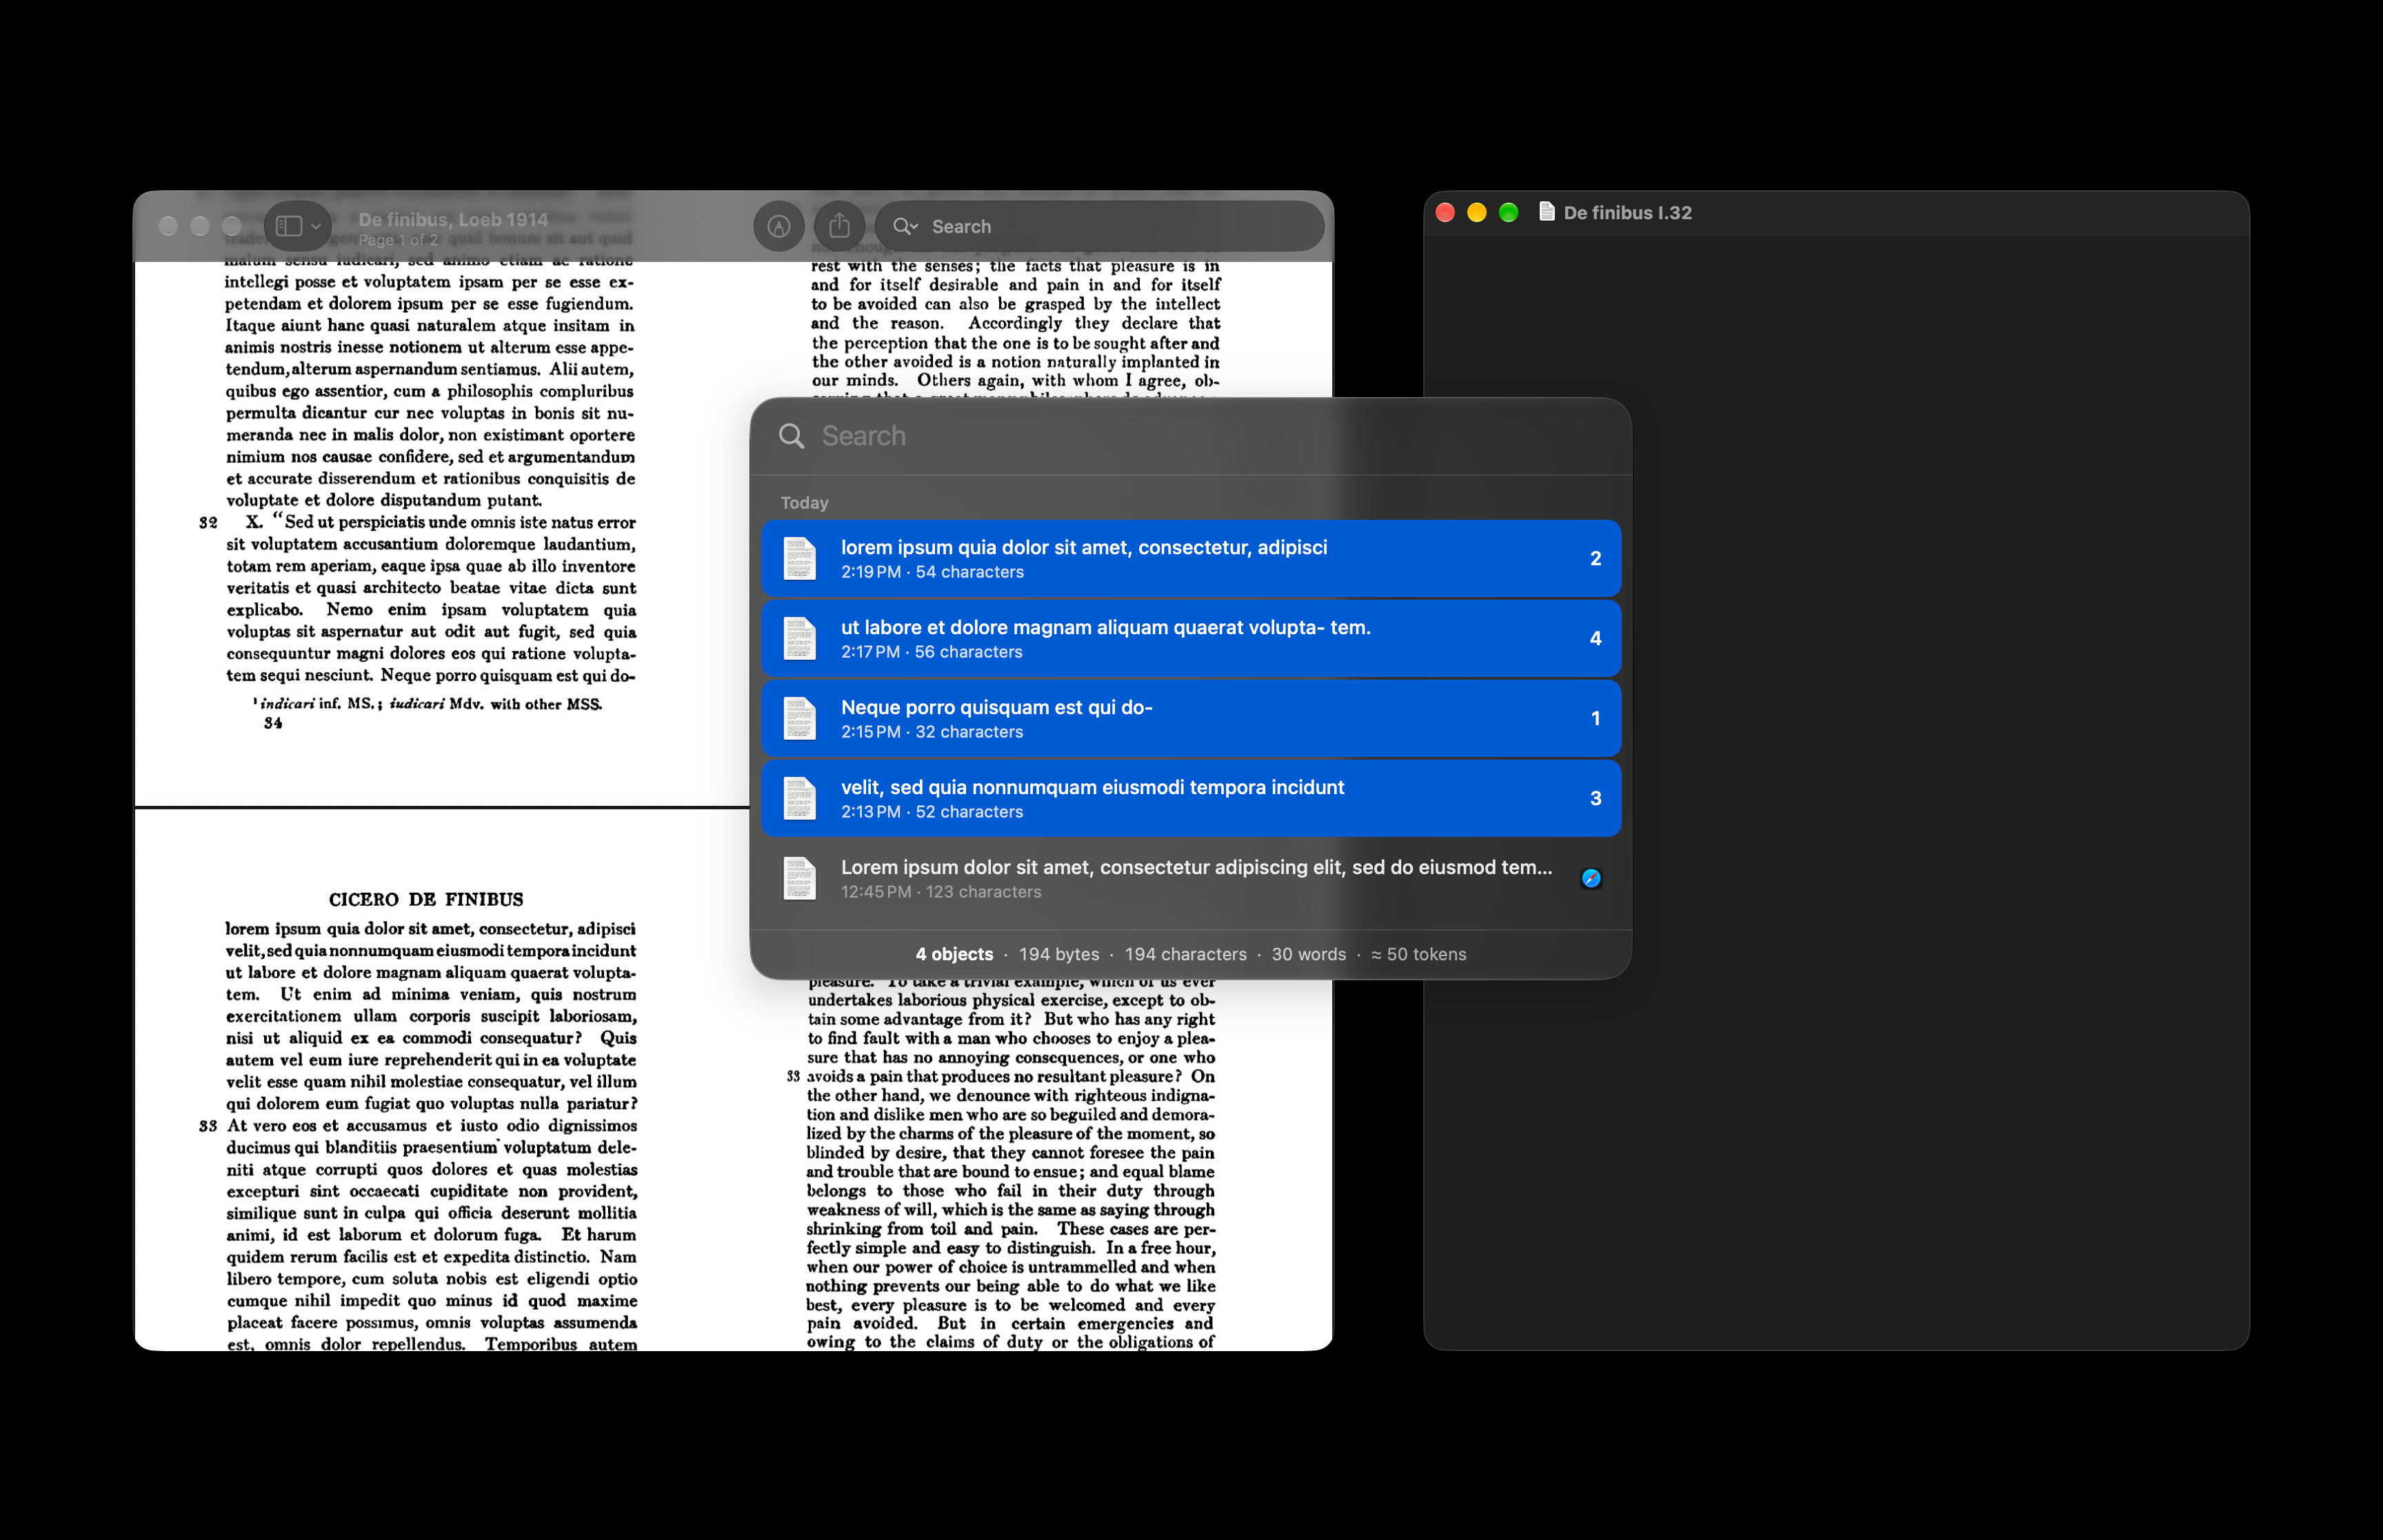 De finibus, Loeb 1914
Page 1 of 2
Search
malum sensu iudicari, sed animo etiam ac ratione
intellegi posse et voluptatem ipsam per se esse ex-
petendam et dolorem ipsum per se esse fugiendum.
Itaque aiunt hanc quasi naturalem atque insitam in
animis nostris inesse notionem ut alterum esse appe-
tendum, alterum aspernandum sentiamus. Alii autem,
quibus ego assentior, cum a philosophis compluribus
permulta dicantur cur nec voluptas in bonis sit nu-
meranda nec in malis dolor, non existimant oportere
nimium nos causae confidere, sed et argumentandum
et accurate disserendum et rationibus conquisitis de
voluptate et dolore disputandum putant.
32 X. “Sed ut perspiciatis unde omnis iste natus error
sit voluptatem accusantium doloremque laudantium,
totam rem aperiam, eaque ipsa quae ab illo inventore
veritatis et quasi architecto beatae vitae dicta sunt
explicabo. Nemo enim ipsam voluptatem quia
voluptas sit aspernatur aut odit aut fugit, sed quia
consequuntur magni dolores eos qui ratione volupta-
tem sequi nesciunt. Neque porro quisquam est qui do-
¹ indicari inf. MS.; iudicari Mdv. with other MSS.
34
rest with the senses; the facts that pleasure is in
and for itself desirable and pain in and for itself
to be avoided can also be grasped by the intellect
and the reason. Accordingly they declare that
the perception that the one is to be sought after and
the other avoided is a notion naturally implanted in
our minds. Others again, with whom I agree, ob-
CICERO DE FINIBUS
lorem ipsum quia dolor sit amet, consectetur, adipisci
velit, sed quia nonnumquam eiusmodi tempora incidunt
ut labore et dolore magnam aliquam quaerat volupta-
tem. Ut enim ad minima veniam, quis nostrum
exercitationem ullam corporis suscipit laboriosam,
nisi ut aliquid ex ea commodi consequatur? Quis
autem vel eum iure reprehenderit qui in ea voluptate
velit esse quam nihil molestiae consequatur, vel illum
qui dolorem eum fugiat quo voluptas nulla pariatur?
33 At vero eos et accusamus et iusto odio dignissimos
ducimus qui blanditiis praesentium voluptatum dele-
niti atque corrupti quos dolores et quas molestias
excepturi sint occaecati cupiditate non provident,
similique sunt in culpa qui officia deserunt mollitia
animi, id est laborum et dolorum fuga. Et harum
quidem rerum facilis est et expedita distinctio. Nam
libero tempore, cum soluta nobis est eligendi optio
cumque nihil impedit quo minus id quod maxime
placeat facere possimus, omnis voluptas assumenda
est, omnis dolor repellendus. Temporibus autem
pleasure. To take a trivial example, which of us ever
undertakes laborious physical exercise, except to ob-
tain some advantage from it? But who has any right
to find fault with a man who chooses to enjoy a plea-
sure that has no annoying consequences, or one who
33 avoids a pain that produces no resultant pleasure? On
the other hand, we denounce with righteous indigna-
tion and dislike men who are so beguiled and demora-
lized by the charms of the pleasure of the moment, so
blinded by desire, that they cannot foresee the pain
and trouble that are bound to ensue; and equal blame
belongs to those who fail in their duty through
weakness of will, which is the same as saying through
shrinking from toil and pain. These cases are per-
fectly simple and easy to distinguish. In a free hour,
when our power of choice is untrammelled and when
nothing prevents our being able to do what we like
best, every pleasure is to be welcomed and every
pain avoided. But in certain emergencies and
owing to the claims of duty or the obligations of
Search
Today
lorem ipsum quia dolor sit amet, consectetur, adipisci
2:19 PM · 54 characters
2
ut labore et dolore magnam aliquam quaerat volupta- tem.
2:17 PM · 56 characters
4
Neque porro quisquam est qui do-
2:15 PM · 32 characters
1
velit, sed quia nonnumquam eiusmodi tempora incidunt
2:13 PM · 52 characters
3
Lorem ipsum dolor sit amet, consectetur adipiscing elit, sed do eiusmod tem...
12:45 PM · 123 characters
4 objects · 194 bytes · 194 characters · 30 words · ≈ 50 tokens
De finibus I.32